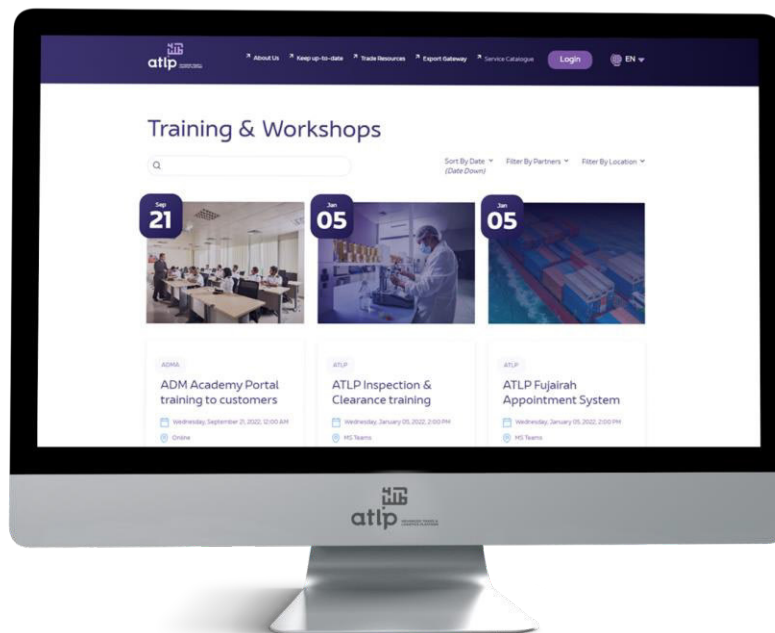 atlp
About Us
Keep up-to-date
Trade Resources
Export Gateway
Service Catalogue
Login
EN
Training & Workshops
Sort By Date
(Date Down)
Filter By Partners
Filter By Location
Sep
21
Jan
05
Jan
05
ADMA
ADM Academy Portal
training to customers
Wednesday, September 21, 2022, 12:00 AM
Online
ATLP
ATLP Inspection &
Clearance training
Wednesday, January 05, 2022, 2:00 PM
MS Teams
ATLP
ATLP Fujairah
Appointment System
Wednesday, January 05, 2022, 2:00 PM
MS Teams
atlp